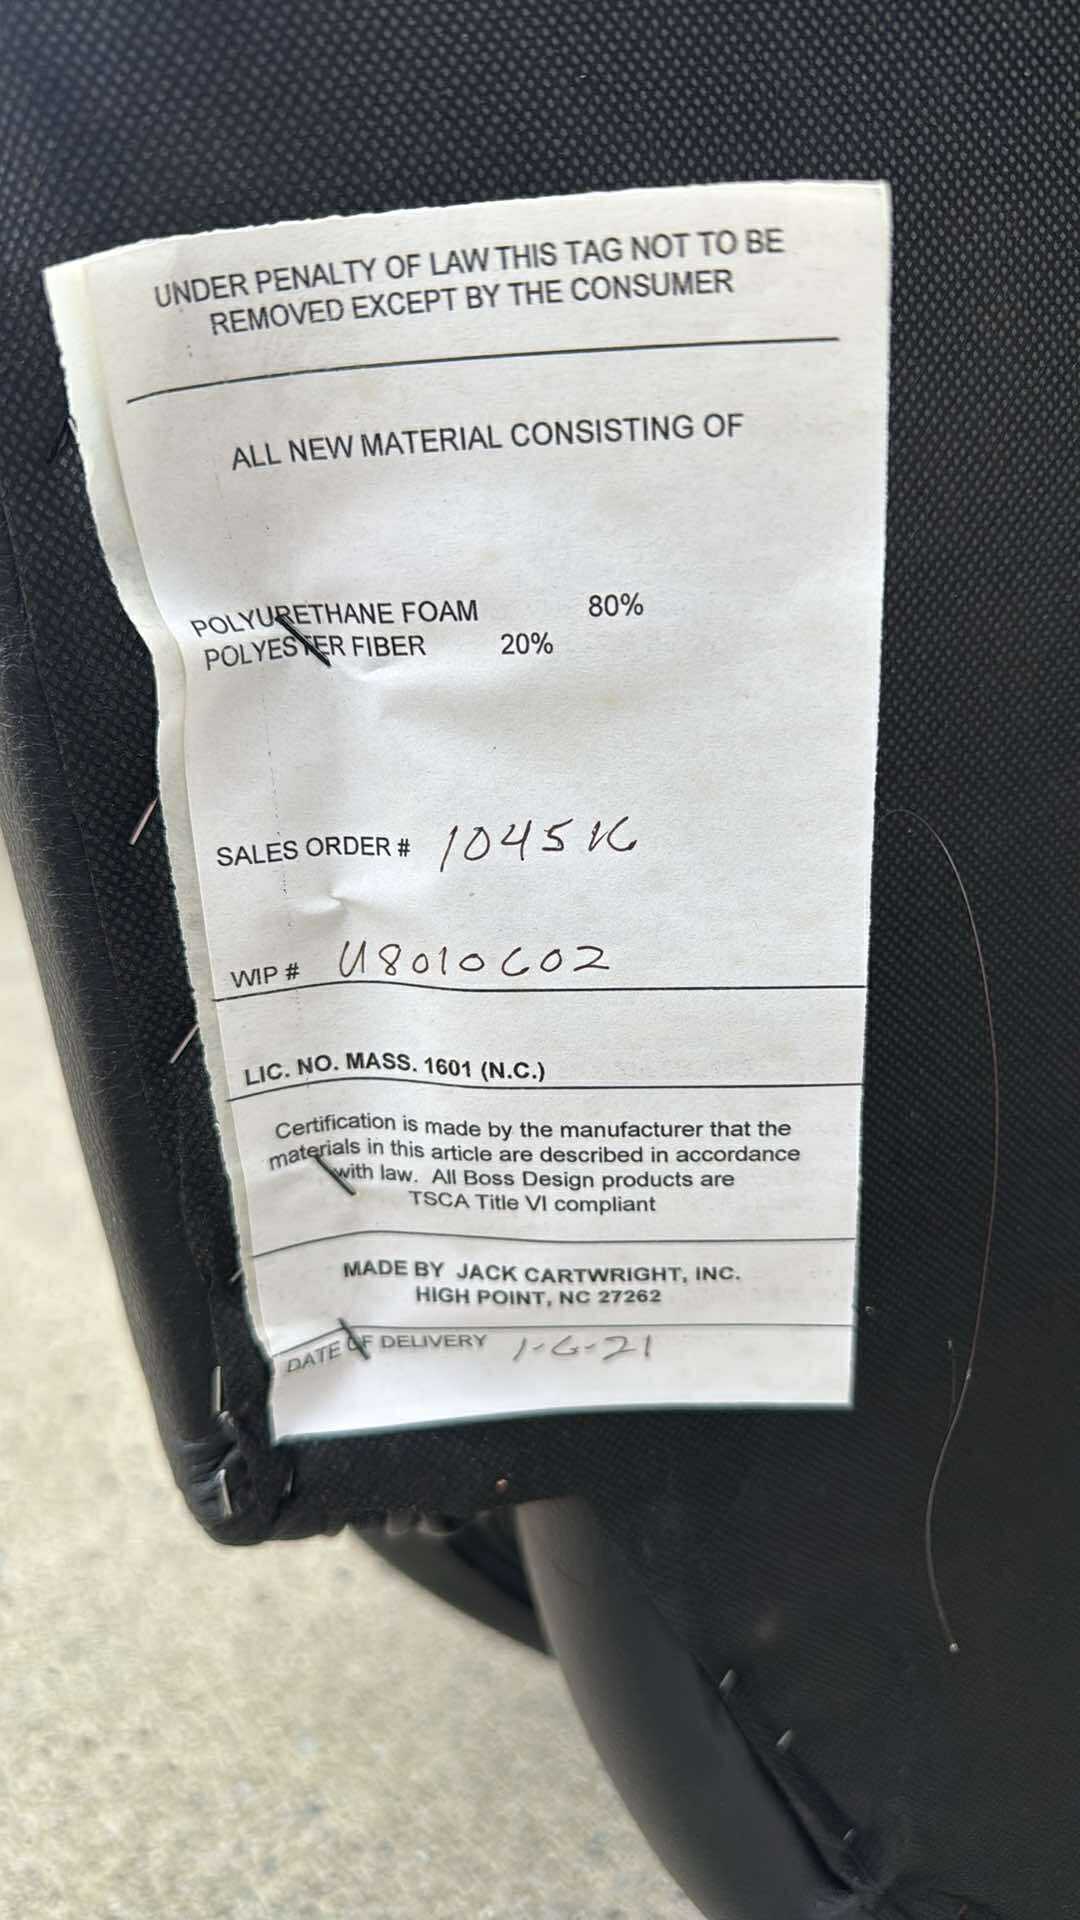 UNDER PENALTY OF LAW THIS TAG NOT TO BE
REMOVED EXCEPT BY THE CONSUMER
ALL NEW MATERIAL CONSISTING OF
POLYURETHANE FOAM 80%
POLYESTER FIBER 20%
SALES ORDER # 1045K
WIP # U8010C02
LIC. NO. MASS. 1601 (N.C.)
Certification is made by the manufacturer that the
materials in this article are described in accordance
with law. All Boss Design products are
TSCA Title VI compliant
MADE BY JACK CARTWRIGHT, INC.
HIGH POINT, NC 27262
DATE OF DELIVERY 1-6-21